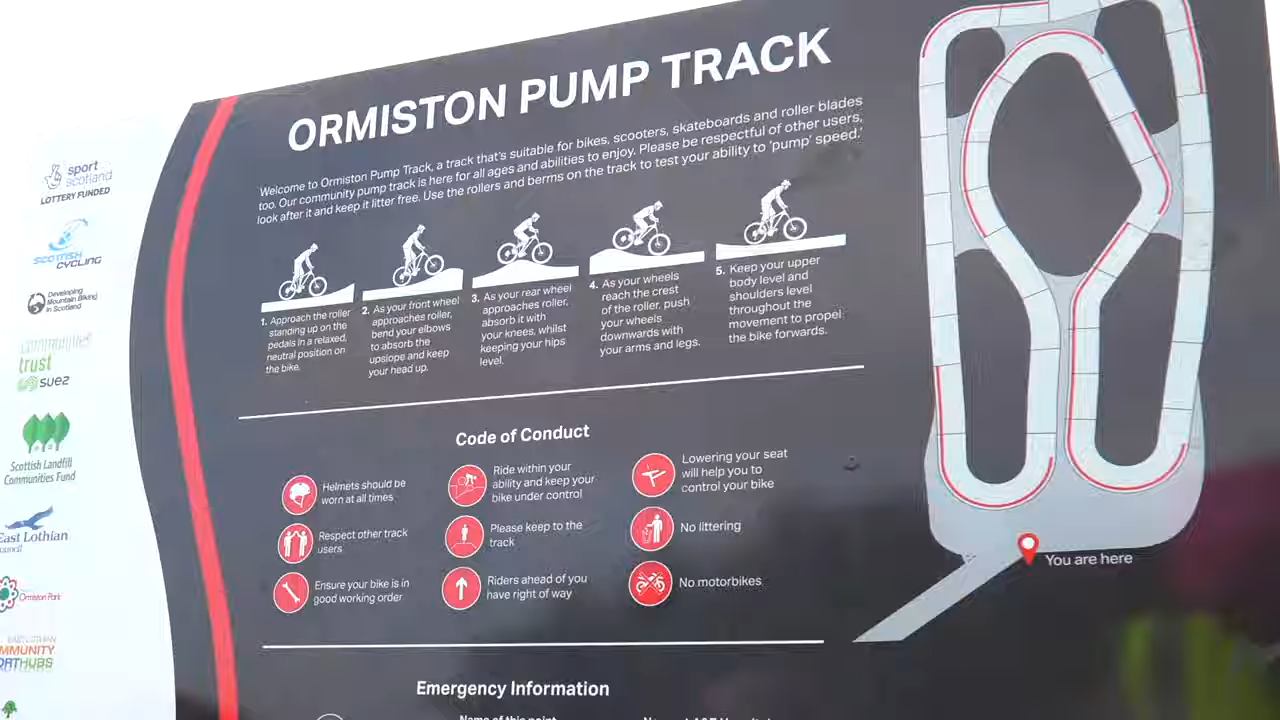 ORMISTON PUMP TRACK
Welcome to Ormiston Pump Track, a track that's suitable for bikes, scooters, skateboards and roller blades
too. Our community pump track is here for all ages and abilities to enjoy. Please be respectful of other users,
look after it and keep it litter free. Use the rollers and berms on the track to test your ability to 'pump' speed.'
1. Approach the roller
standing up on the
pedals in a relaxed,
neutral position on
the bike.
2. As your front wheel
approaches roller,
bend your elbows
to absorb the
upslope and keep
your head up.
3. As your rear wheel
approaches roller,
absorb it with
your knees, whilst
keeping your hips
level.
4. As your wheels
reach the crest
of the roller, push
your wheels
downwards with
your arms and legs.
5. Keep your upper
body level and
shoulders level
throughout the
movement to propel
the bike forwards.
Code of Conduct
Helmets should be
worn at all times
Respect other track
users
Ensure your bike is in
good working order
Ride within your
ability and keep your
bike under control
Please keep to the
track
Riders ahead of you
have right of way
Lowering your seat
will help you to
control your bike
No littering
No motorbikes
You are here
Emergency Information
Name of this point
sport
scotland
LOTTERY FUNDED
SCOTTISH
CYCLING
Developing
Mountain Biking
in Scotland
communities
trust
suez
Scottish Landfill
Communities Fund
East Lothian
Council
Ormiston Park